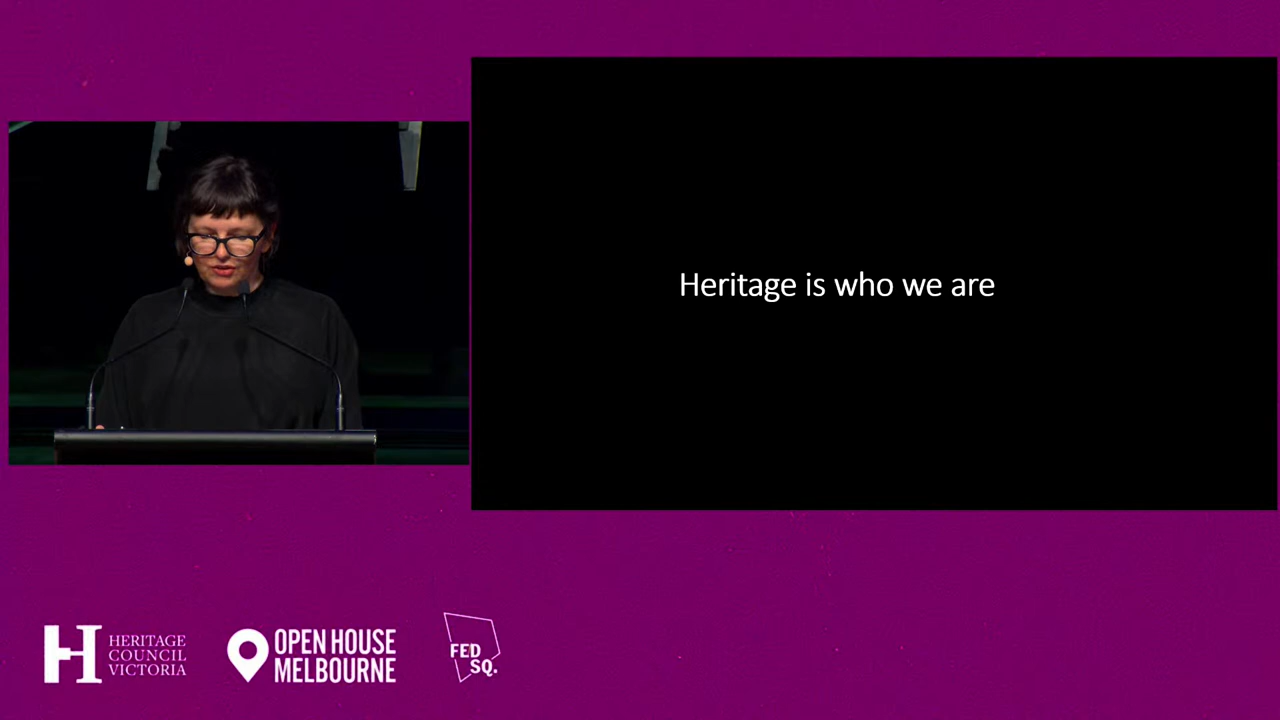 Heritage is who we are
HERITAGE
COUNCIL
VICTORIA
OPEN HOUSE
MELBOURNE
FED
SQ.